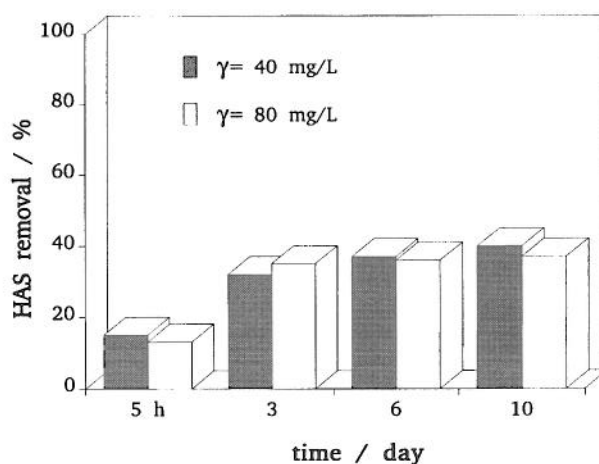 100
80
60
40
20
0
HAS removal / %
γ= 40 mg/L
γ= 80 mg/L
5 h 3 6 10
time / day